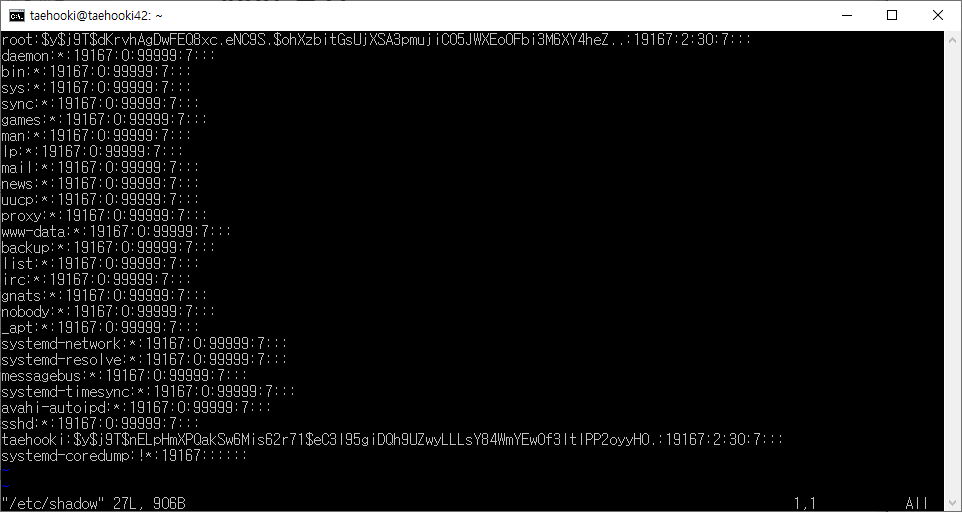 taehooki@taehooki42: ~
root:$y$j9T$dKrvhAgDwFEQ8xc.eNC9S.$ohXzbitGsUjXSA3pmujiCO5JWXEoOFbi3M6XY4heZ..:19167:2:30:7:::
daemon:*:19167:0:99999:7:::
bin:*:19167:0:99999:7:::
sys:*:19167:0:99999:7:::
sync:*:19167:0:99999:7:::
games:*:19167:0:99999:7:::
man:*:19167:0:99999:7:::
lp:*:19167:0:99999:7:::
mail:*:19167:0:99999:7:::
news:*:19167:0:99999:7:::
uucp:*:19167:0:99999:7:::
proxy:*:19167:0:99999:7:::
www-data:*:19167:0:99999:7:::
backup:*:19167:0:99999:7:::
list:*:19167:0:99999:7:::
irc:*:19167:0:99999:7:::
gnats:*:19167:0:99999:7:::
nobody:*:19167:0:99999:7:::
_apt:*:19167:0:99999:7:::
systemd-network:*:19167:0:99999:7:::
systemd-resolve:*:19167:0:99999:7:::
messagebus:*:19167:0:99999:7:::
systemd-timesync:*:19167:0:99999:7:::
avahi-autoipd:*:19167:0:99999:7:::
sshd:*:19167:0:99999:7:::
taehooki:$y$j9T$nELpHmXPQakSw6Mis62r71$eC3l95giDQh9UZwyLLLsY84WmYEwOf3ItIPP2oyyH0.:19167:2:30:7:::
systemd-coredump:!*:19167::::::
~
~
"/etc/shadow" 27L, 906B 1,1 All